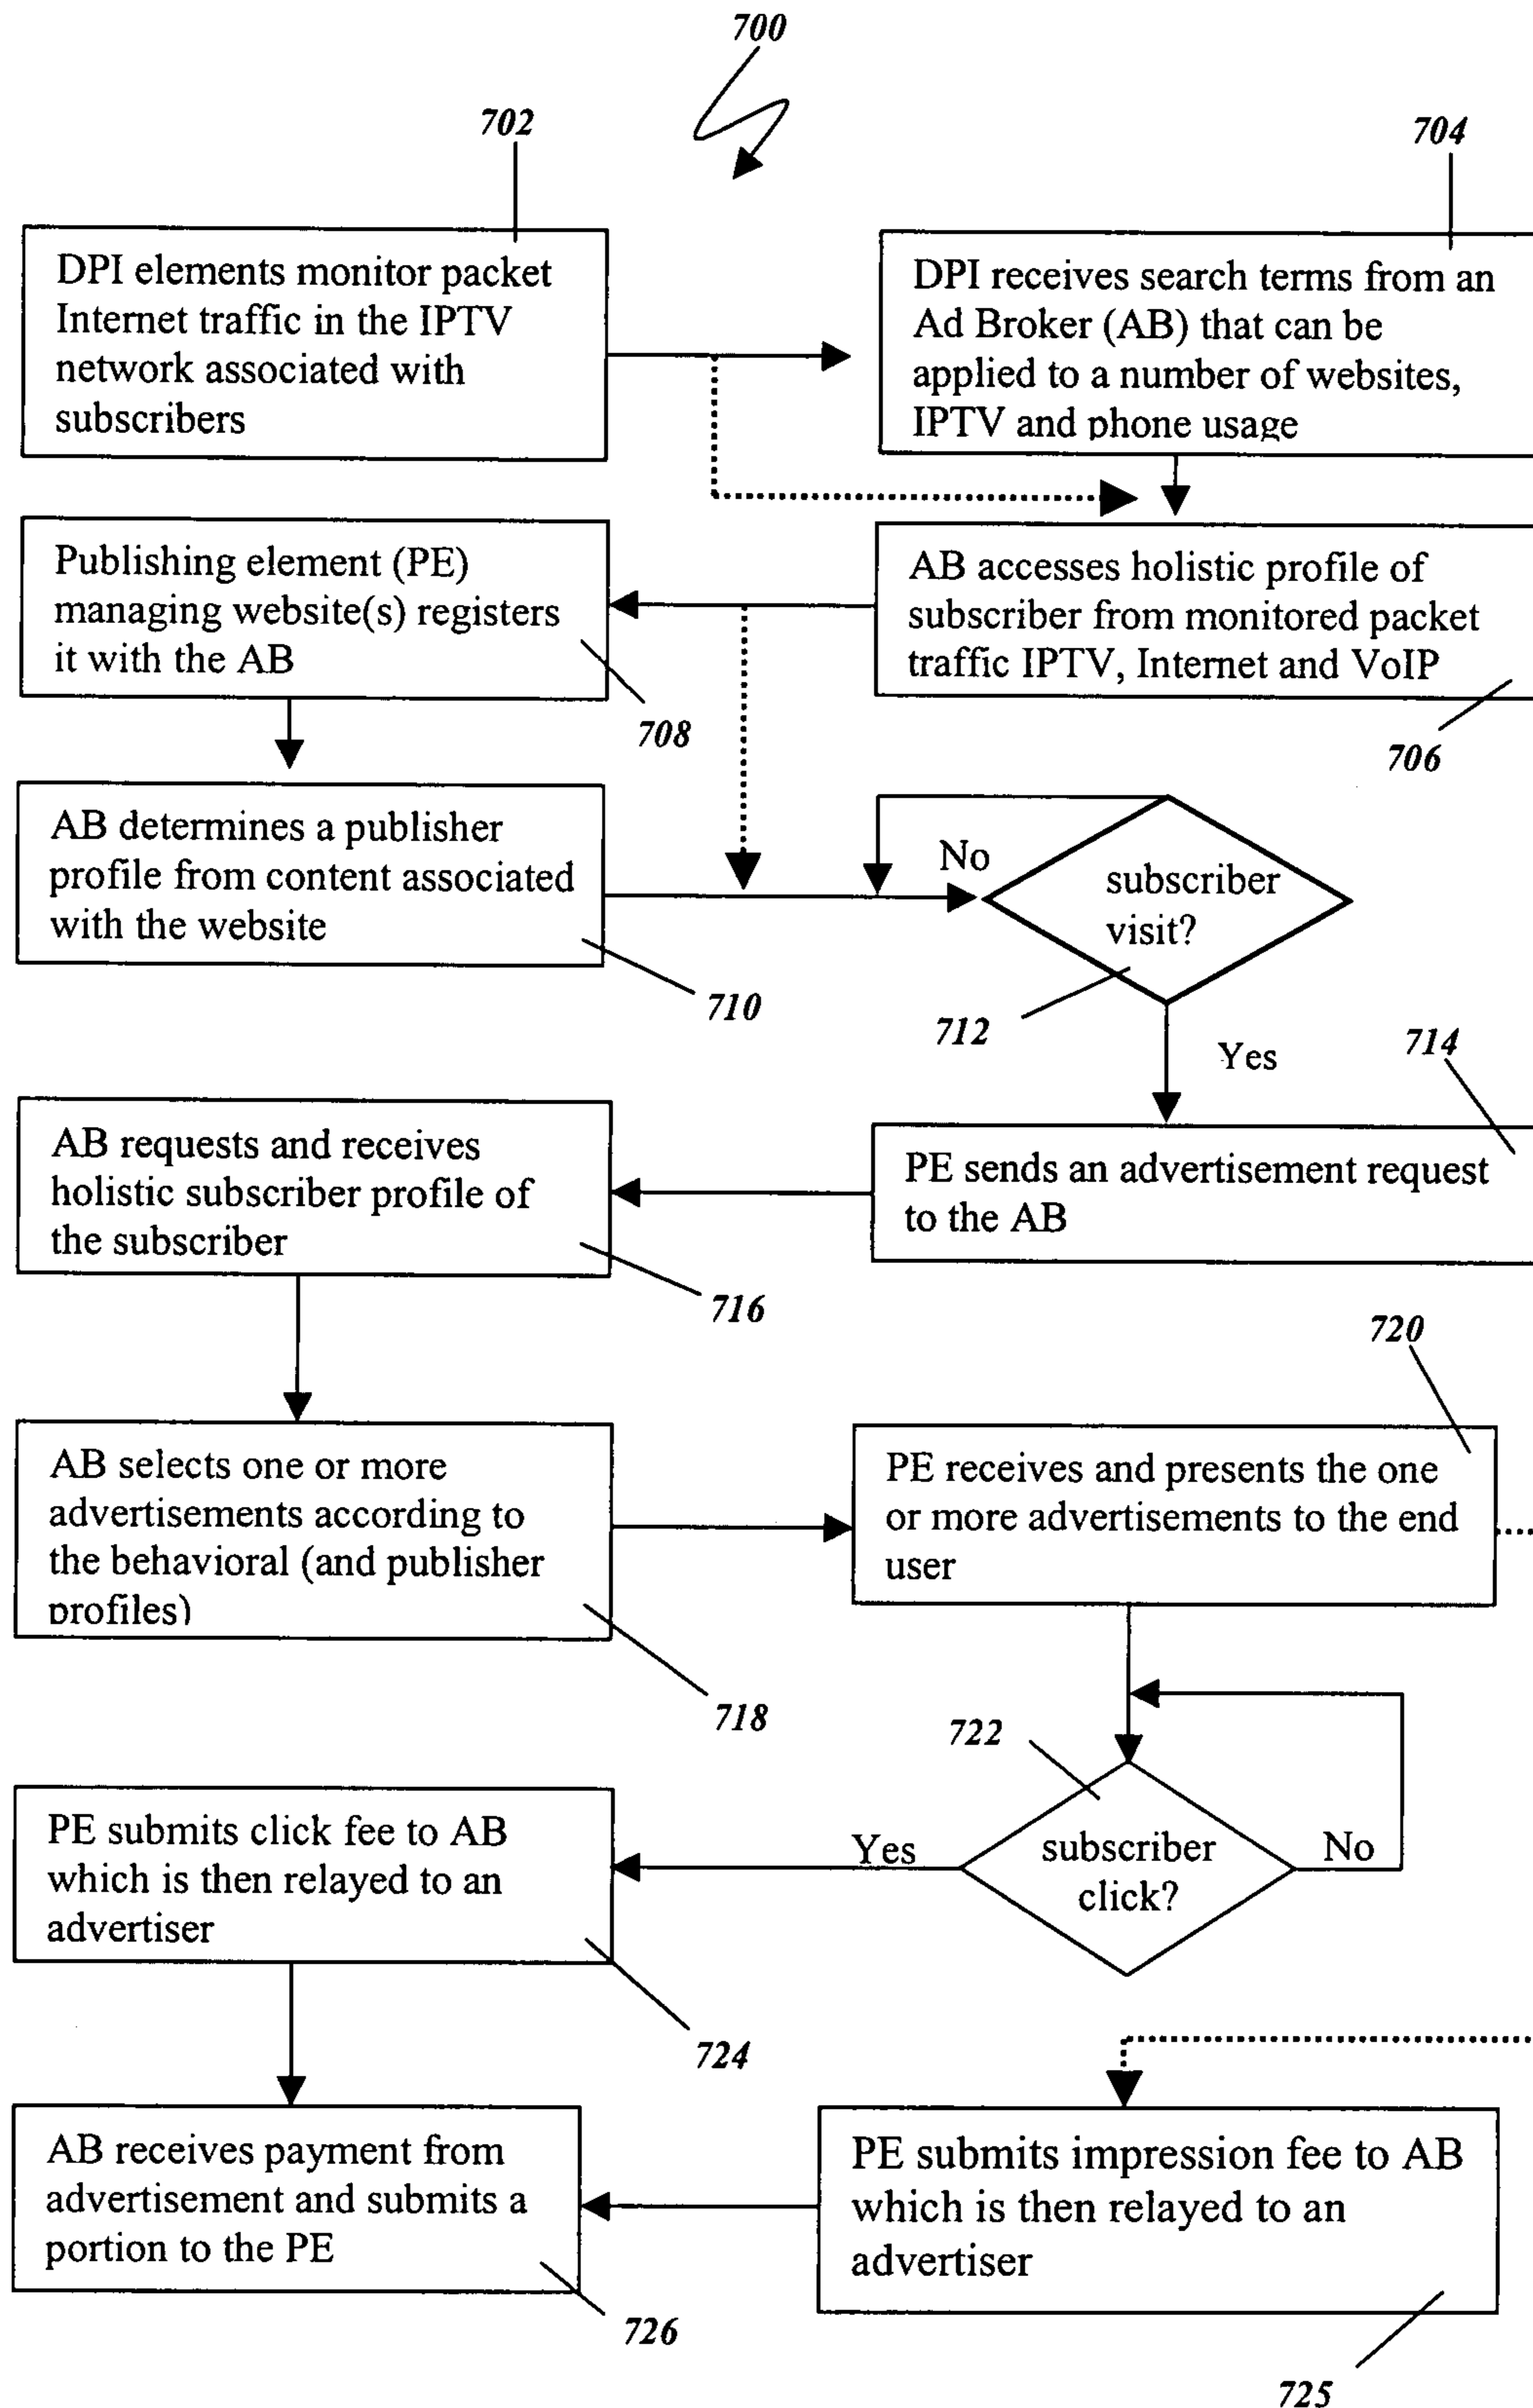 700
702
704
DPI elements monitor packet
Internet traffic in the IPTV
network associated with
subscribers
DPI receives search terms from an
Ad Broker (AB) that can be
applied to a number of websites,
IPTV and phone usage
Publishing element (PE)
managing website(s) registers
it with the AB
708
AB accesses holistic profile of
subscriber from monitored packet
traffic IPTV, Internet and VoIP
706
AB determines a publisher
profile from content associated
with the website
710
No
subscriber
visit?
712
Yes
714
AB requests and receives
holistic subscriber profile of
the subscriber
716
PE sends an advertisement request
to the AB
720
AB selects one or more
advertisements according to
the behavioral (and publisher
profiles)
718
PE receives and presents the one
or more advertisements to the end
user
722
PE submits click fee to AB
which is then relayed to an
advertiser
724
Yes
subscriber
click?
No
AB receives payment from
advertisement and submits a
portion to the PE
726
PE submits impression fee to AB
which is then relayed to an
advertiser
725